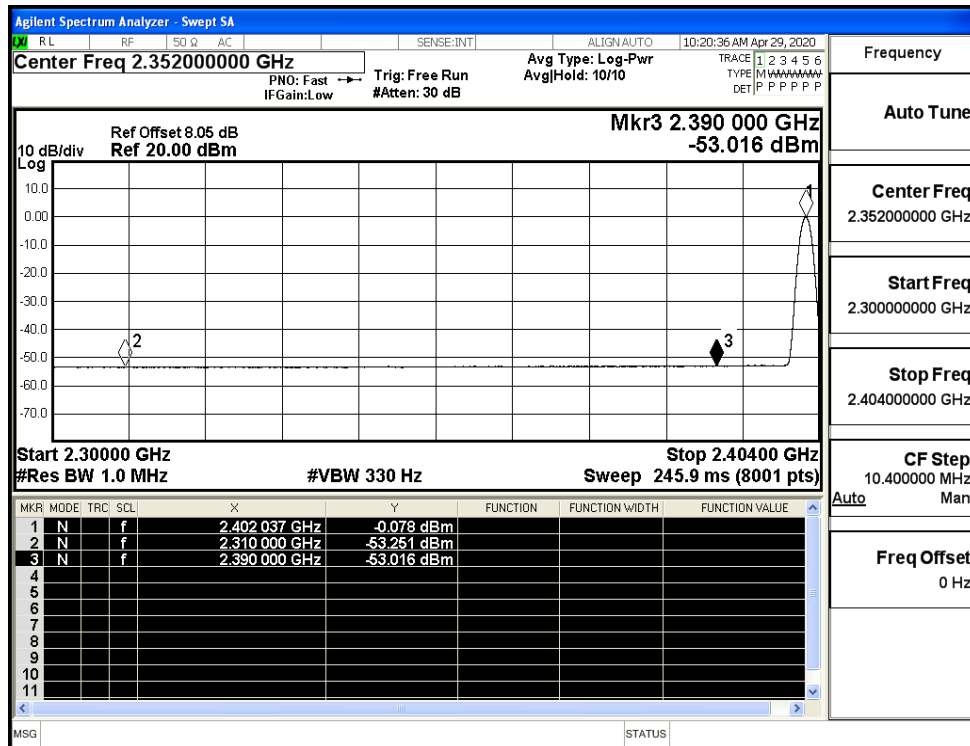 Agilent Spectrum Analyzer - Swept SA
LXI RL RF 50 Ω AC SENSE:INT ALIGN AUTO 10:20:36 AM Apr 29, 2020
Center Freq 2.352000000 GHz
PNO: Fast
IFGain:Low
Trig: Free Run
#Atten: 30 dB
Avg Type: Log-Pwr
Avg|Hold: 10/10
TRACE 1 2 3 4 5 6
TYPE M W W W W W
DET P P P P P P
Mkr3 2.390 000 GHz
-53.016 dBm
Ref Offset 8.05 dB
10 dB/div Ref 20.00 dBm
Log
10.0
0.00
-10.0
-20.0
-30.0
-40.0
-50.0
-60.0
-70.0
1
2
3
Start 2.30000 GHz Stop 2.40400 GHz
#Res BW 1.0 MHz #VBW 330 Hz Sweep 245.9 ms (8001 pts)
MKR MODE TRC SCL X Y FUNCTION FUNCTION WIDTH FUNCTION VALUE
1 N f 2.402 037 GHz -0.078 dBm
2 N f 2.310 000 GHz -53.251 dBm
3 N f 2.390 000 GHz -53.016 dBm
4
5
6
7
8
9
10
11
MSG STATUS
Frequency
Auto Tune
Center Freq
2.352000000 GHz
Start Freq
2.300000000 GHz
Stop Freq
2.404000000 GHz
CF Step
10.400000 MHz
Auto Man
Freq Offset
0 Hz